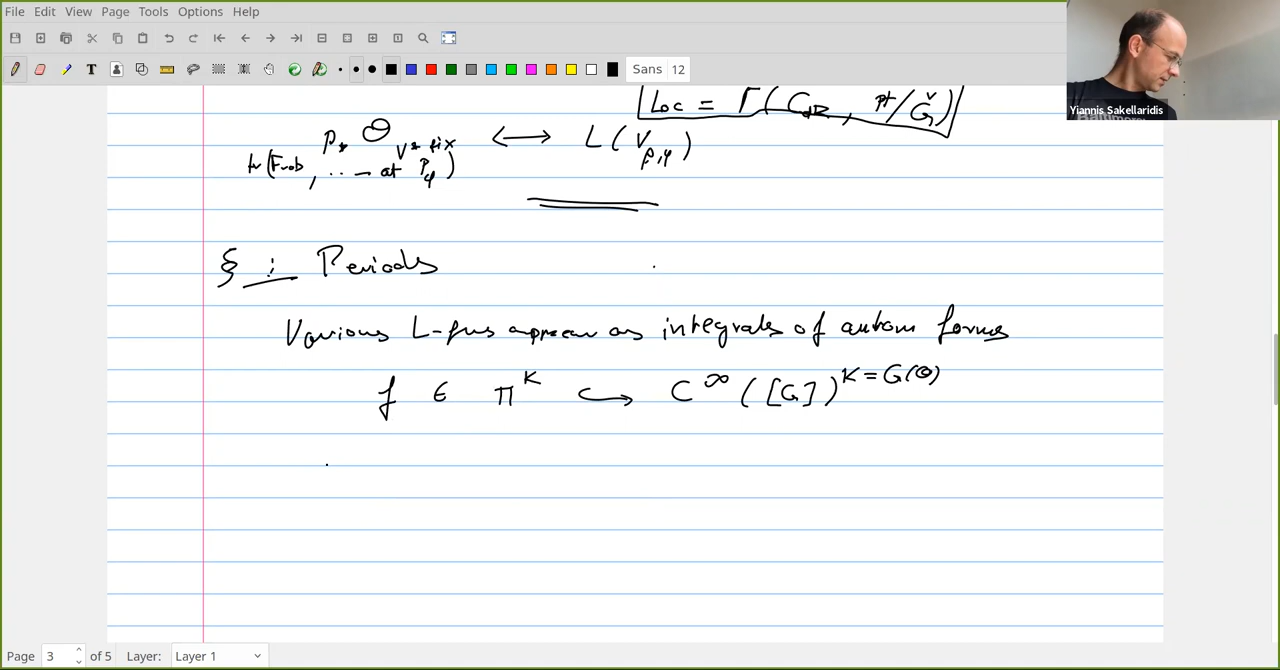 File Edit View Page Tools Options Help
T Sans 12
Yiannis Sakellaridis
Loc = Γ(C_dR, pt/Ǧ)
p_* Θ_{V^* fix} ⟷ L(V_{ρ,φ})
tr(Frob, ... at P_φ)
§ : Periods
Various L-fns appear as integrals of autom forms
f ∈ π^K ↪ C^∞([G])^{K = G(O)}
Page 3 of 5 Layer: Layer 1